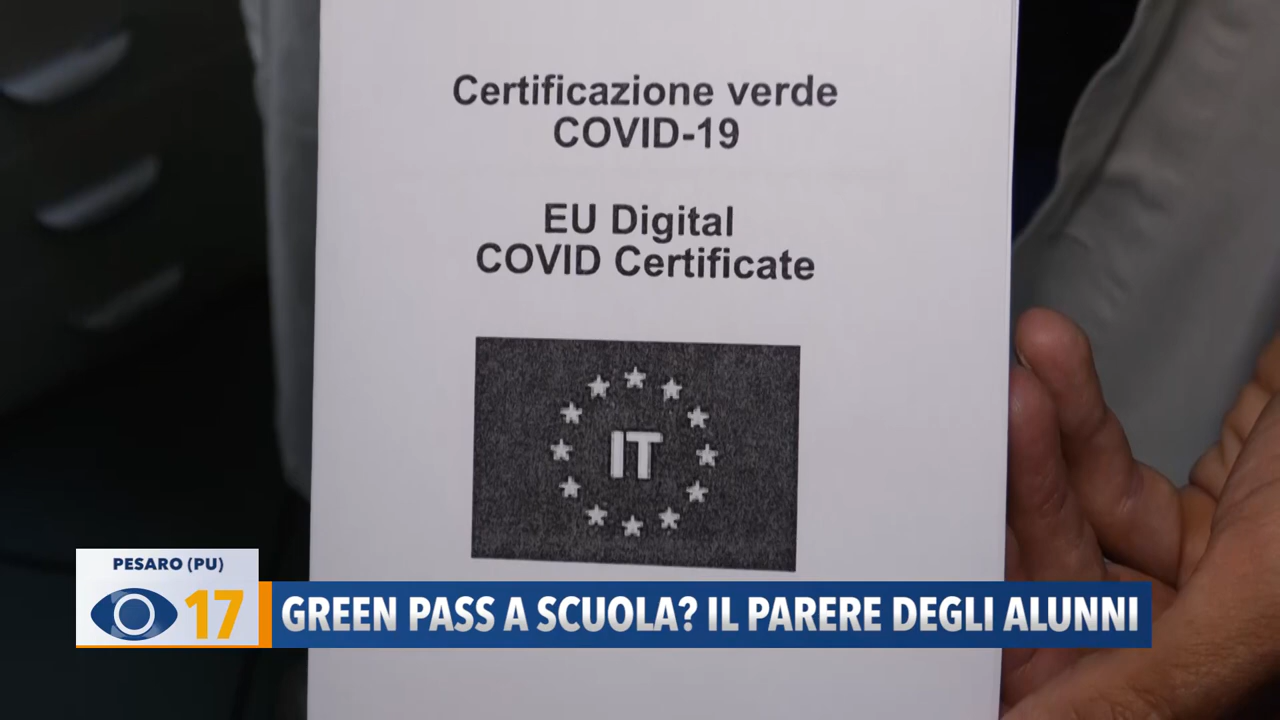 Certificazione verde
COVID-19
EU Digital
COVID Certificate
IT
PESARO (PU)
17
GREEN PASS A SCUOLA? IL PARERE DEGLI ALUNNI